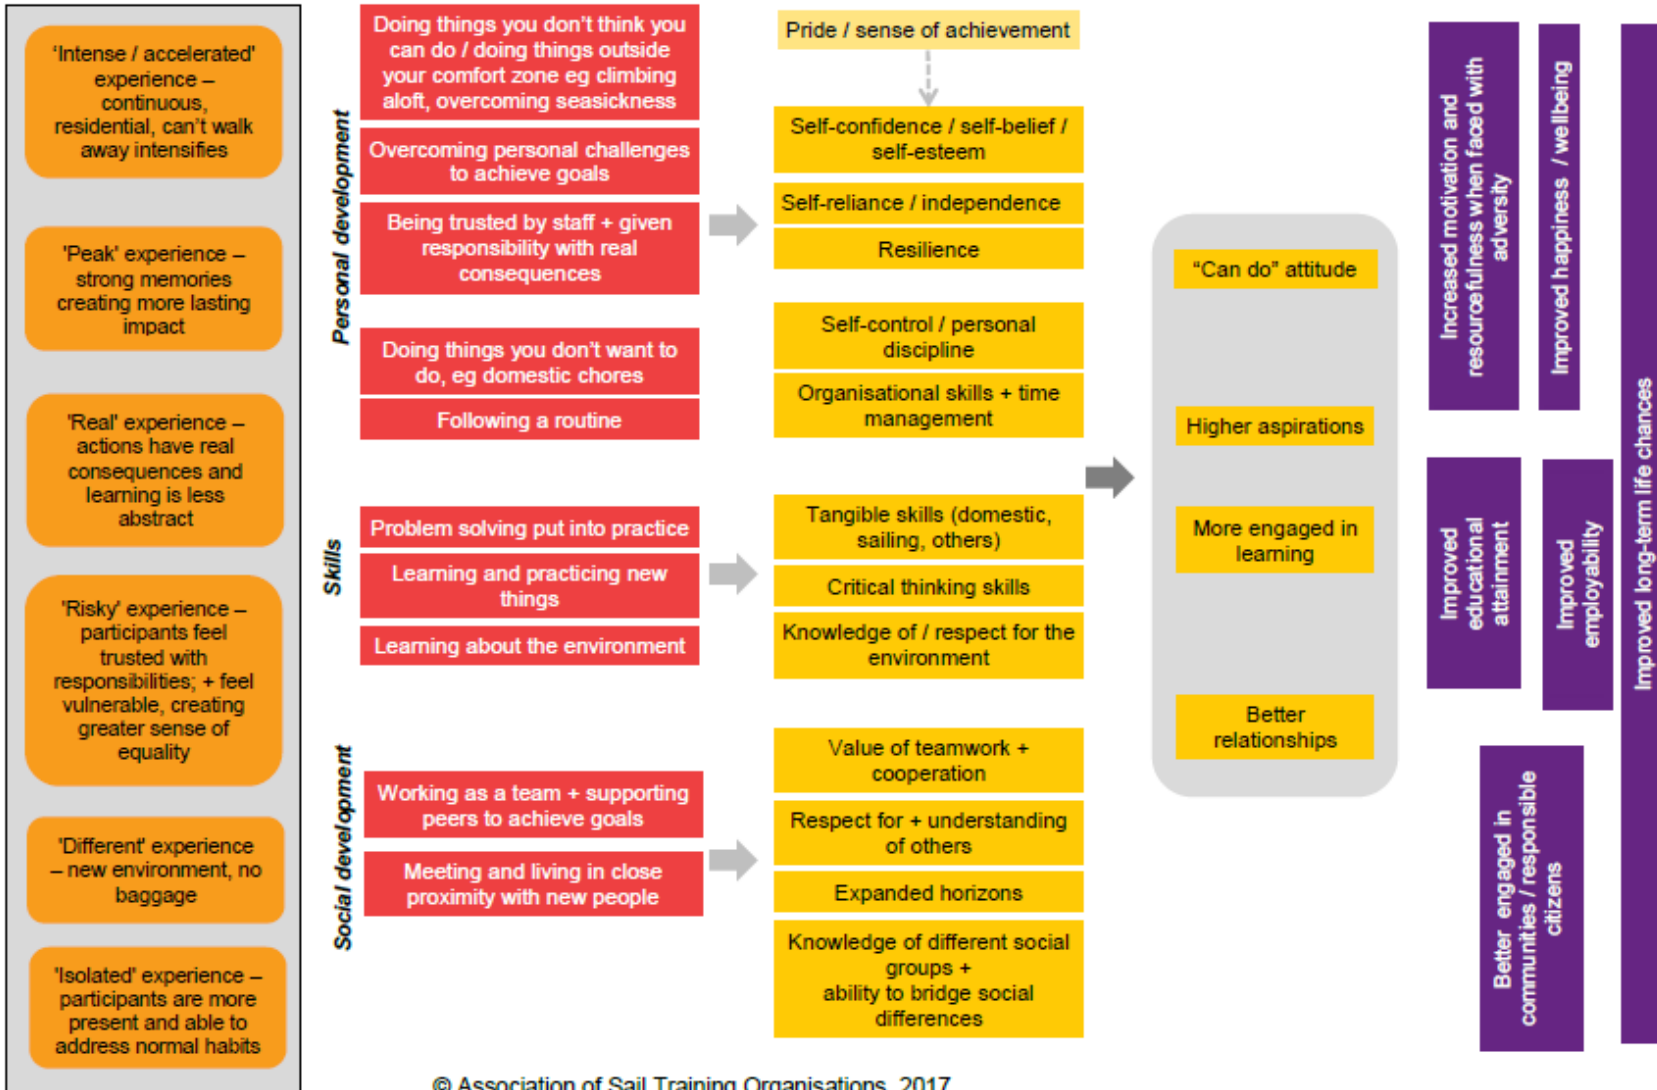 'Intense / accelerated'
experience –
continuous,
residential, can't walk
away intensifies
'Peak' experience –
strong memories
creating more lasting
impact
'Real' experience –
actions have real
consequences and
learning is less
abstract
'Risky' experience –
participants feel
trusted with
responsibilities; + feel
vulnerable, creating
greater sense of
equality
'Different' experience
– new environment, no
baggage
'Isolated' experience –
participants are more
present and able to
address normal habits
Personal development
Doing things you don't think you
can do / doing things outside
your comfort zone eg climbing
aloft, overcoming seasickness
Overcoming personal challenges
to achieve goals
Being trusted by staff + given
responsibility with real
consequences
Doing things you don't want to
do, eg domestic chores
Following a routine
Skills
Problem solving put into practice
Learning and practicing new
things
Learning about the environment
Social development
Working as a team + supporting
peers to achieve goals
Meeting and living in close
proximity with new people
Pride / sense of achievement
Self-confidence / self-belief /
self-esteem
Self-reliance / independence
Resilience
Self-control / personal
discipline
Organisational skills + time
management
Tangible skills (domestic,
sailing, others)
Critical thinking skills
Knowledge of / respect for the
environment
Value of teamwork +
cooperation
Respect for + understanding
of others
Expanded horizons
Knowledge of different social
groups +
ability to bridge social
differences
"Can do" attitude
Higher aspirations
More engaged in
learning
Better
relationships
Increased motivation and
resourcefulness when faced with
adversity
Improved happiness / wellbeing
Improved
educational
attainment
Improved
employability
Better engaged in
communities / responsible
citizens
Improved long-term life chances
© Association of Sail Training Organisations, 2017